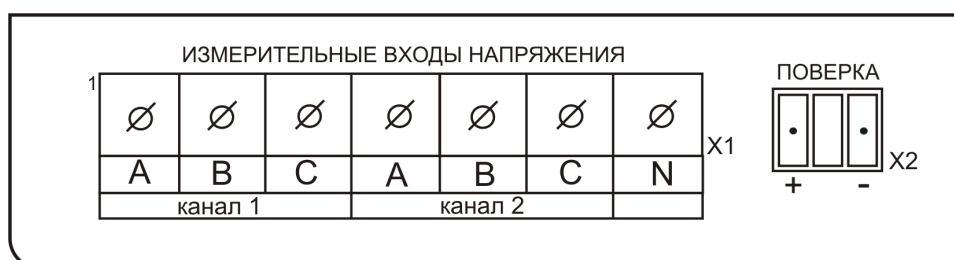 ИЗМЕРИТЕЛЬНЫЕ ВХОДЫ НАПРЯЖЕНИЯ
ПОВЕРКА
1
X1
X2
A B C A B C N
+ -
канал 1 канал 2